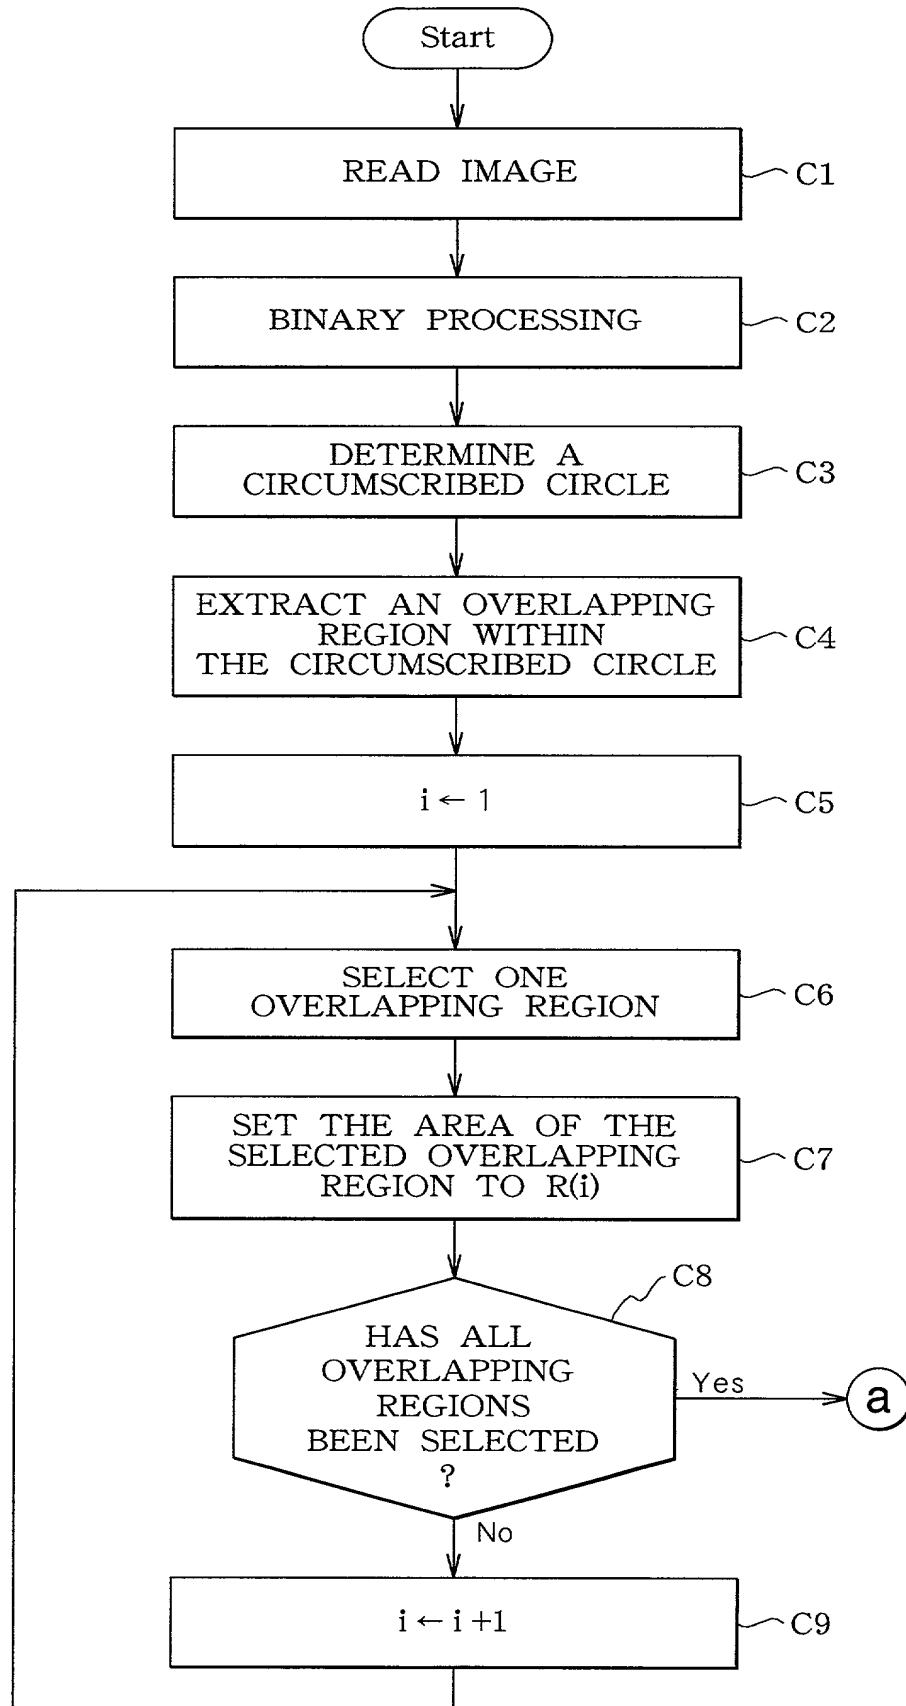 Start
READ IMAGE
C1
BINARY PROCESSING
C2
DETERMINE A
CIRCUMSCRIBED CIRCLE
C3
EXTRACT AN OVERLAPPING
REGION WITHIN
THE CIRCUMSCRIBED CIRCLE
C4
i ← 1
C5
SELECT ONE
OVERLAPPING REGION
C6
SET THE AREA OF THE
SELECTED OVERLAPPING
REGION TO R(i)
C7
C8
HAS ALL
OVERLAPPING
REGIONS
BEEN SELECTED
?
Yes
a
No
i ← i +1
C9